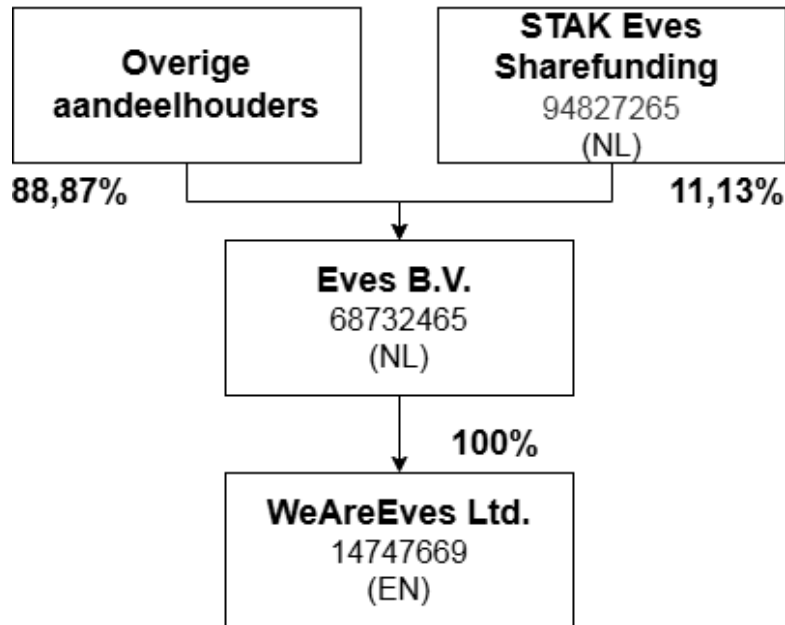 Overige
aandeelhouders
STAK Eves
Sharefunding
94827265
(NL)
88,87%
11,13%
Eves B.V.
68732465
(NL)
100%
WeAreEves Ltd.
14747669
(EN)